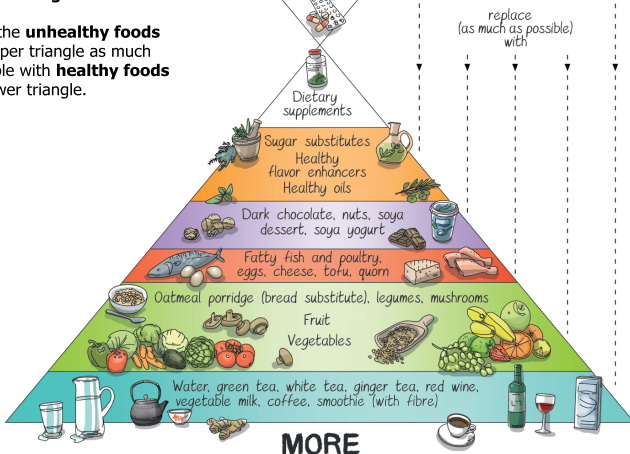 the unhealthy foods
per triangle as much
le with healthy foods
wer triangle.
replace
(as much as possible)
with
Dietary
supplements
Sugar substitutes
Healthy
flavor enhancers
Healthy oils
Dark chocolate, nuts, soya
dessert, soya yogurt
Fatty fish and poultry,
eggs, cheese, tofu, quorn
Oatmeal porridge (bread substitute), legumes, mushrooms
Fruit
Vegetables
Water, green tea, white tea, ginger tea, red wine,
vegetable milk, coffee, smoothie (with fibre)
MORE